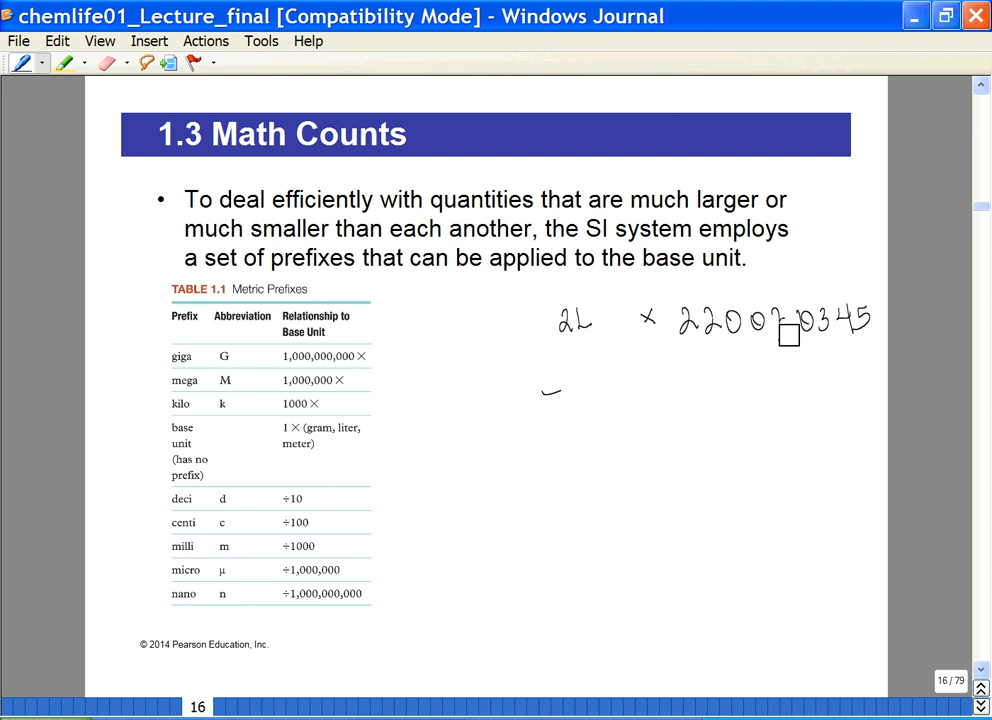 chemlife01_Lecture_final [Compatibility Mode] - Windows Journal
File Edit View Insert Actions Tools Help
1.3 Math Counts
• To deal efficiently with quantities that are much larger or
much smaller than each another, the SI system employs
a set of prefixes that can be applied to the base unit.
TABLE 1.1 Metric Prefixes
Prefix Abbreviation Relationship to
Base Unit
giga G 1,000,000,000 ×
mega M 1,000,000 ×
kilo k 1000 ×
base
unit
(has no
prefix) 1 × (gram, liter,
meter)
deci d ÷10
centi c ÷100
milli m ÷1000
micro μ ÷1,000,000
nano n ÷1,000,000,000
2L ×
© 2014 Pearson Education, Inc.
16 / 79
16